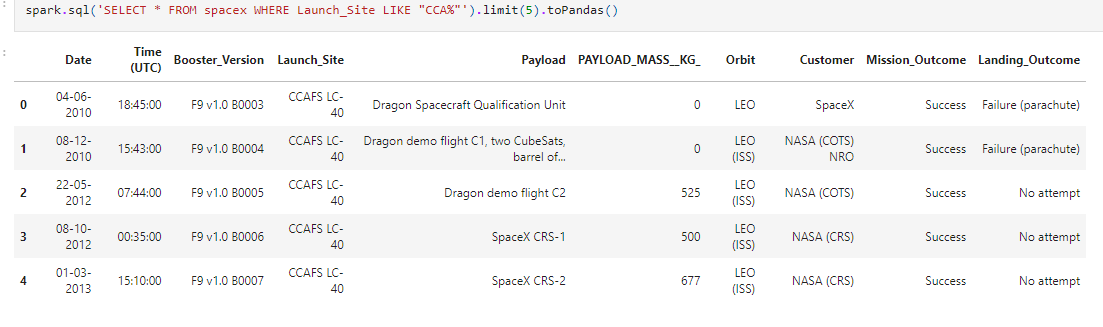 spark.sql('SELECT * FROM spacex WHERE Launch_Site LIKE "CCA%"').limit(5).toPandas()
Date Time (UTC) Booster_Version Launch_Site Payload PAYLOAD_MASS__KG_ Orbit Customer Mission_Outcome Landing_Outcome
0 04-06-2010 18:45:00 F9 v1.0 B0003 CCAFS LC-40 Dragon Spacecraft Qualification Unit 0 LEO SpaceX Success Failure (parachute)
1 08-12-2010 15:43:00 F9 v1.0 B0004 CCAFS LC-40 Dragon demo flight C1, two CubeSats, barrel of... 0 LEO (ISS) NASA (COTS) NRO Success Failure (parachute)
2 22-05-2012 07:44:00 F9 v1.0 B0005 CCAFS LC-40 Dragon demo flight C2 525 LEO (ISS) NASA (COTS) Success No attempt
3 08-10-2012 00:35:00 F9 v1.0 B0006 CCAFS LC-40 SpaceX CRS-1 500 LEO (ISS) NASA (CRS) Success No attempt
4 01-03-2013 15:10:00 F9 v1.0 B0007 CCAFS LC-40 SpaceX CRS-2 677 LEO (ISS) NASA (CRS) Success No attempt